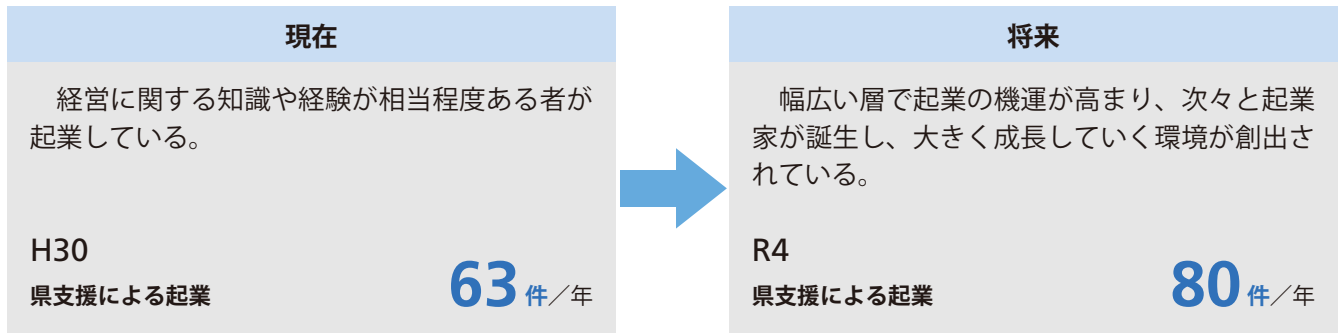 現在
経営に関する知識や経験が相当程度ある者が
起業している。
H30
県支援による起業
63件／年
将来
幅広い層で起業の機運が高まり、次々と起業
家が誕生し、大きく成長していく環境が創出さ
れている。
R4
県支援による起業
80件／年